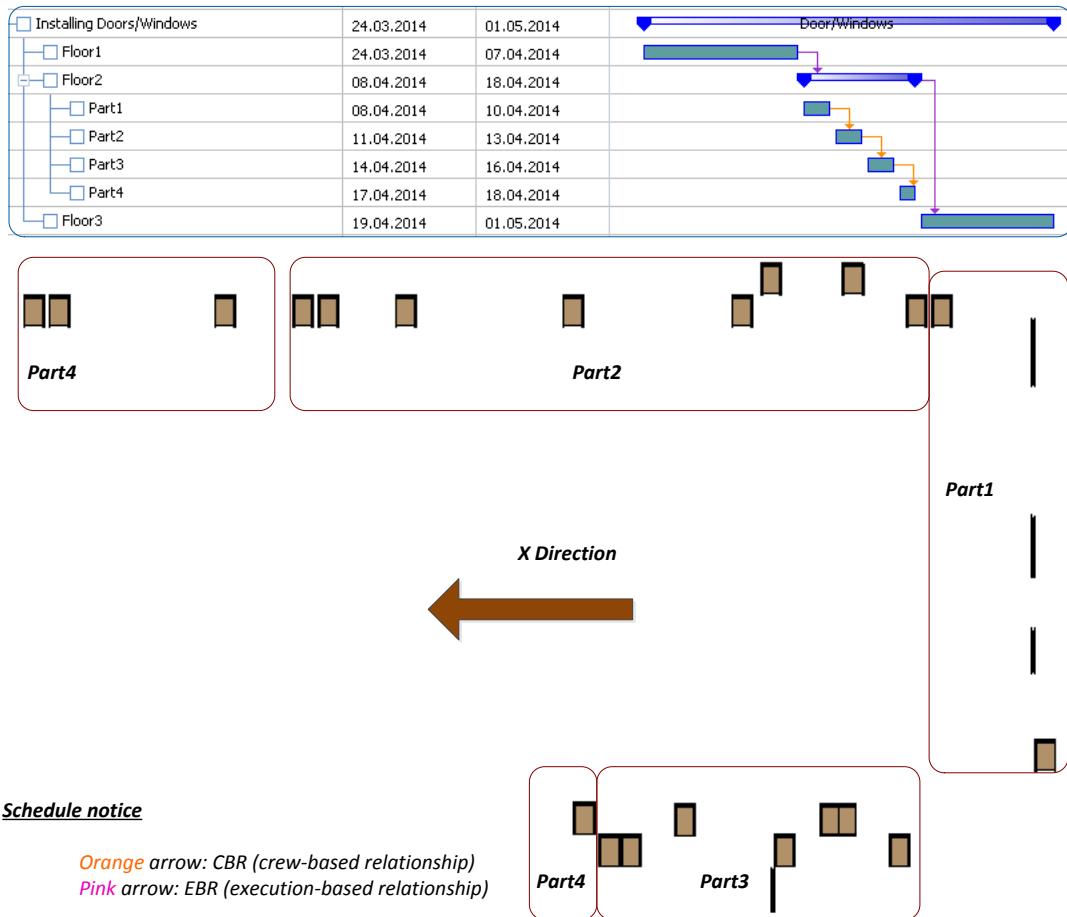 Installing Doors/Windows 24.03.2014 01.05.2014 Door/Windows
Floor1 24.03.2014 07.04.2014
Floor2 08.04.2014 18.04.2014
Part1 08.04.2014 10.04.2014
Part2 11.04.2014 13.04.2014
Part3 14.04.2014 16.04.2014
Part4 17.04.2014 18.04.2014
Floor3 19.04.2014 01.05.2014
Part4
Part2
Part1
X Direction
Schedule notice
Orange arrow: CBR (crew-based relationship)
Pink arrow: EBR (execution-based relationship)
Part4
Part3